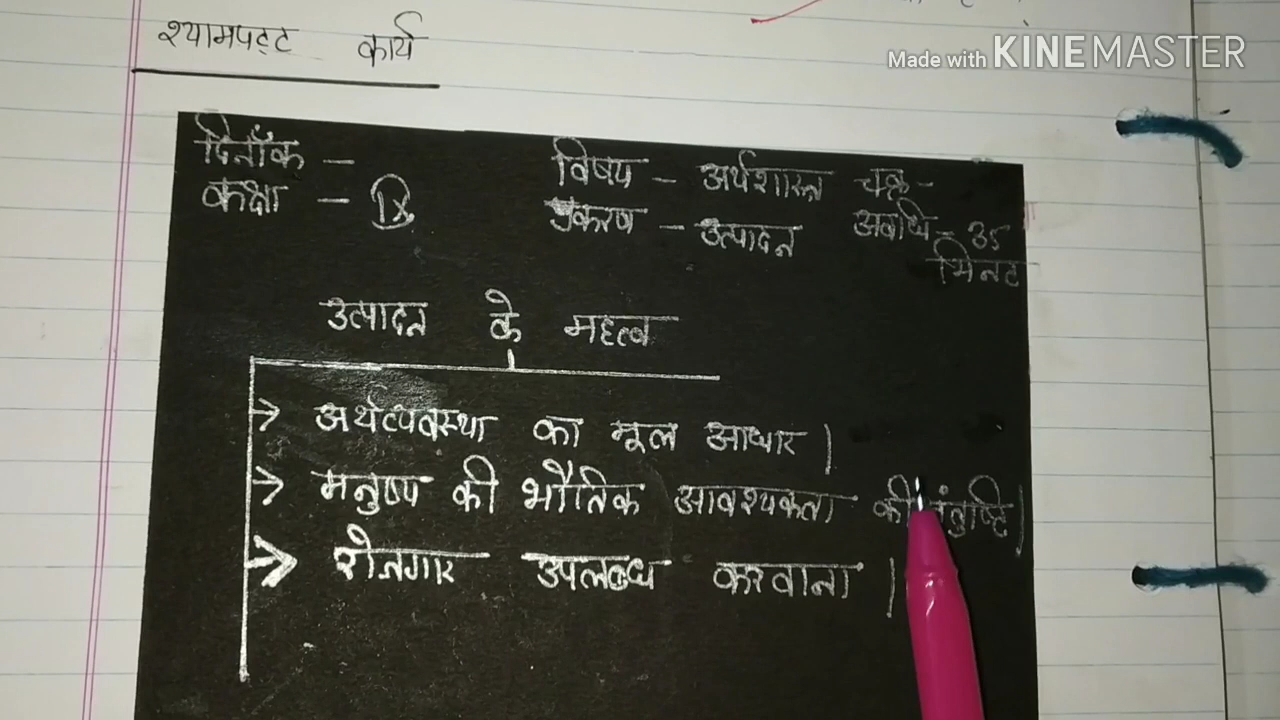 Made with KINEMASTER
श्यामपट्ट कार्य
दिनाँक – विषय – अर्थशास्त्र चक्र–
कक्षा – IX प्रकरण – उत्पादन अवधि – 35
मिनट
उत्पादन के महत्व
→ अर्थव्यवस्था का मूल आधार |
→ मनुष्य की भौतिक आवश्यकता की संतुष्टि |
→ रोजगार उपलब्ध करवाना |